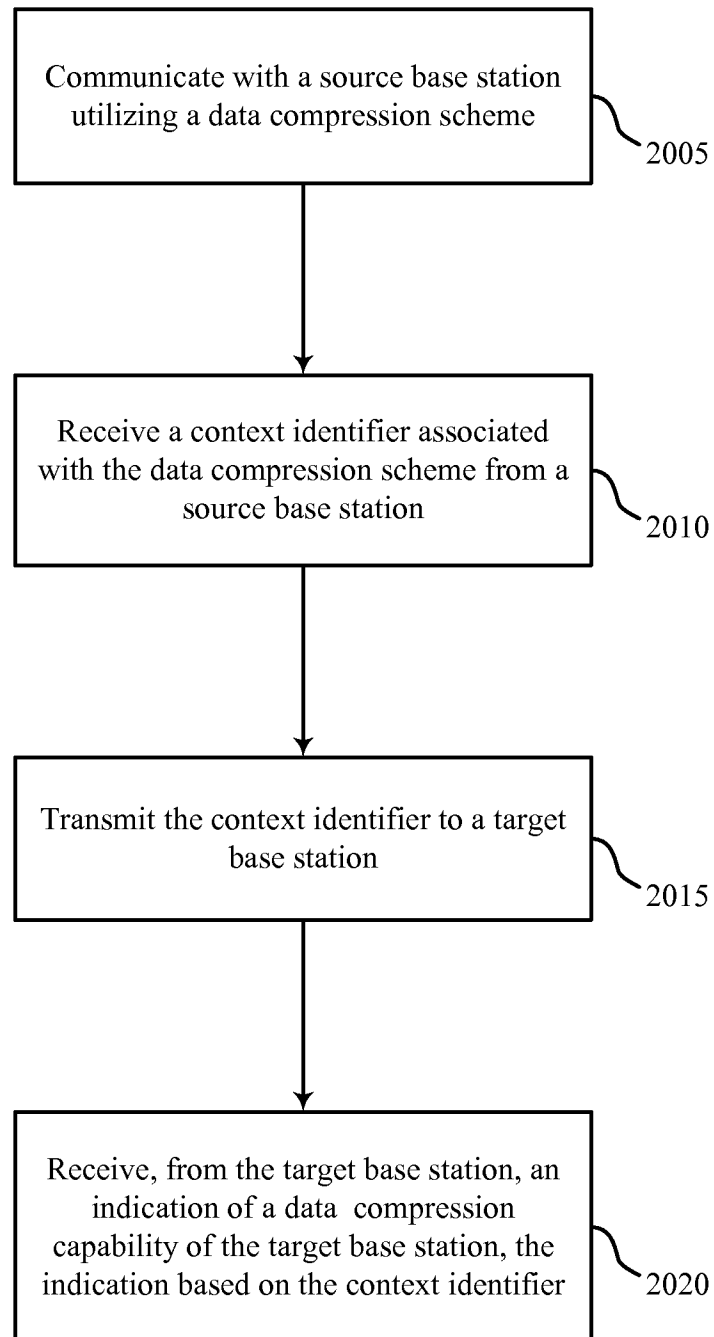 Communicate with a source base station
utilizing a data compression scheme
2005
Receive a context identifier associated
with the data compression scheme from a
source base station
2010
Transmit the context identifier to a target
base station
2015
Receive, from the target base station, an
indication of a data compression
capability of the target base station, the
indication based on the context identifier
2020